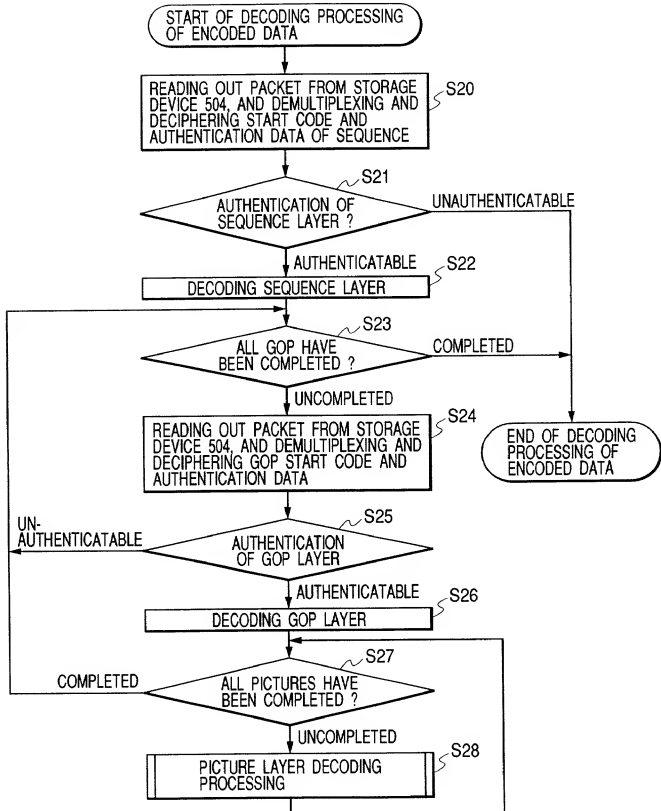 START OF DECODING PROCESSING
OF ENCODED DATA
READING OUT PACKET FROM STORAGE
DEVICE 504, AND DEMULTIPLEXING AND
DECIPHERING START CODE AND
AUTHENTICATION DATA OF SEQUENCE
S20
S21
AUTHENTICATION OF
SEQUENCE LAYER ?
UNAUTHENTICATABLE
AUTHENTICATABLE
S22
DECODING SEQUENCE LAYER
S23
ALL GOP HAVE
BEEN COMPLETED ?
COMPLETED
UNCOMPLETED
S24
READING OUT PACKET FROM STORAGE
DEVICE 504, AND DEMULTIPLEXING AND
DECIPHERING GOP START CODE AND
AUTHENTICATION DATA
END OF DECODING
PROCESSING OF
ENCODED DATA
S25
UN-
AUTHENTICATABLE
AUTHENTICATION
OF GOP LAYER
AUTHENTICATABLE
S26
DECODING GOP LAYER
S27
COMPLETED
ALL PICTURES HAVE
BEEN COMPLETED ?
UNCOMPLETED
S28
PICTURE LAYER DECODING
PROCESSING